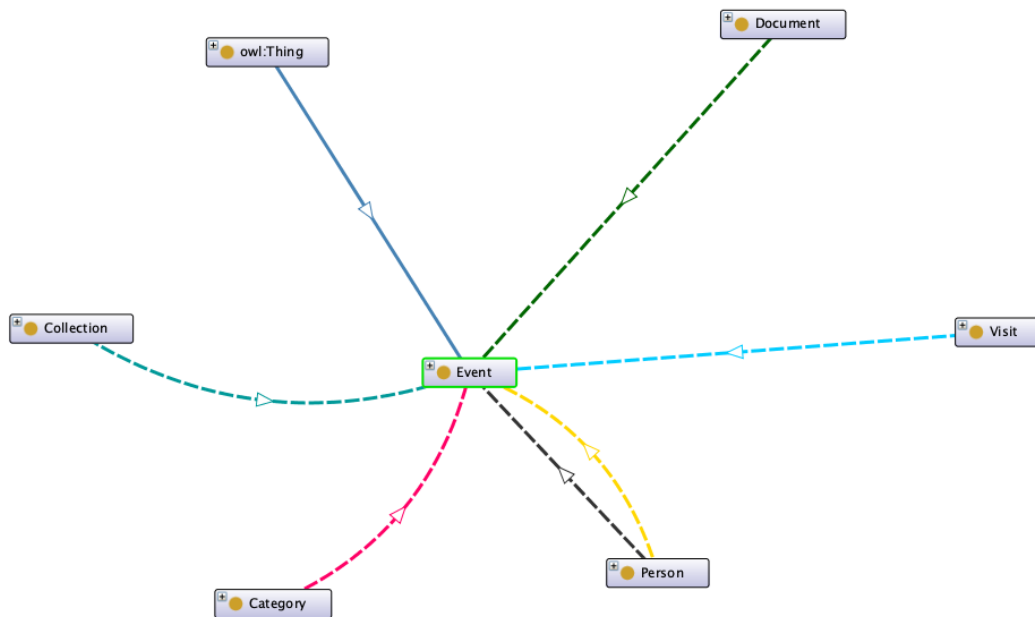 Document
owl:Thing
Collection
Visit
Event
Person
Category